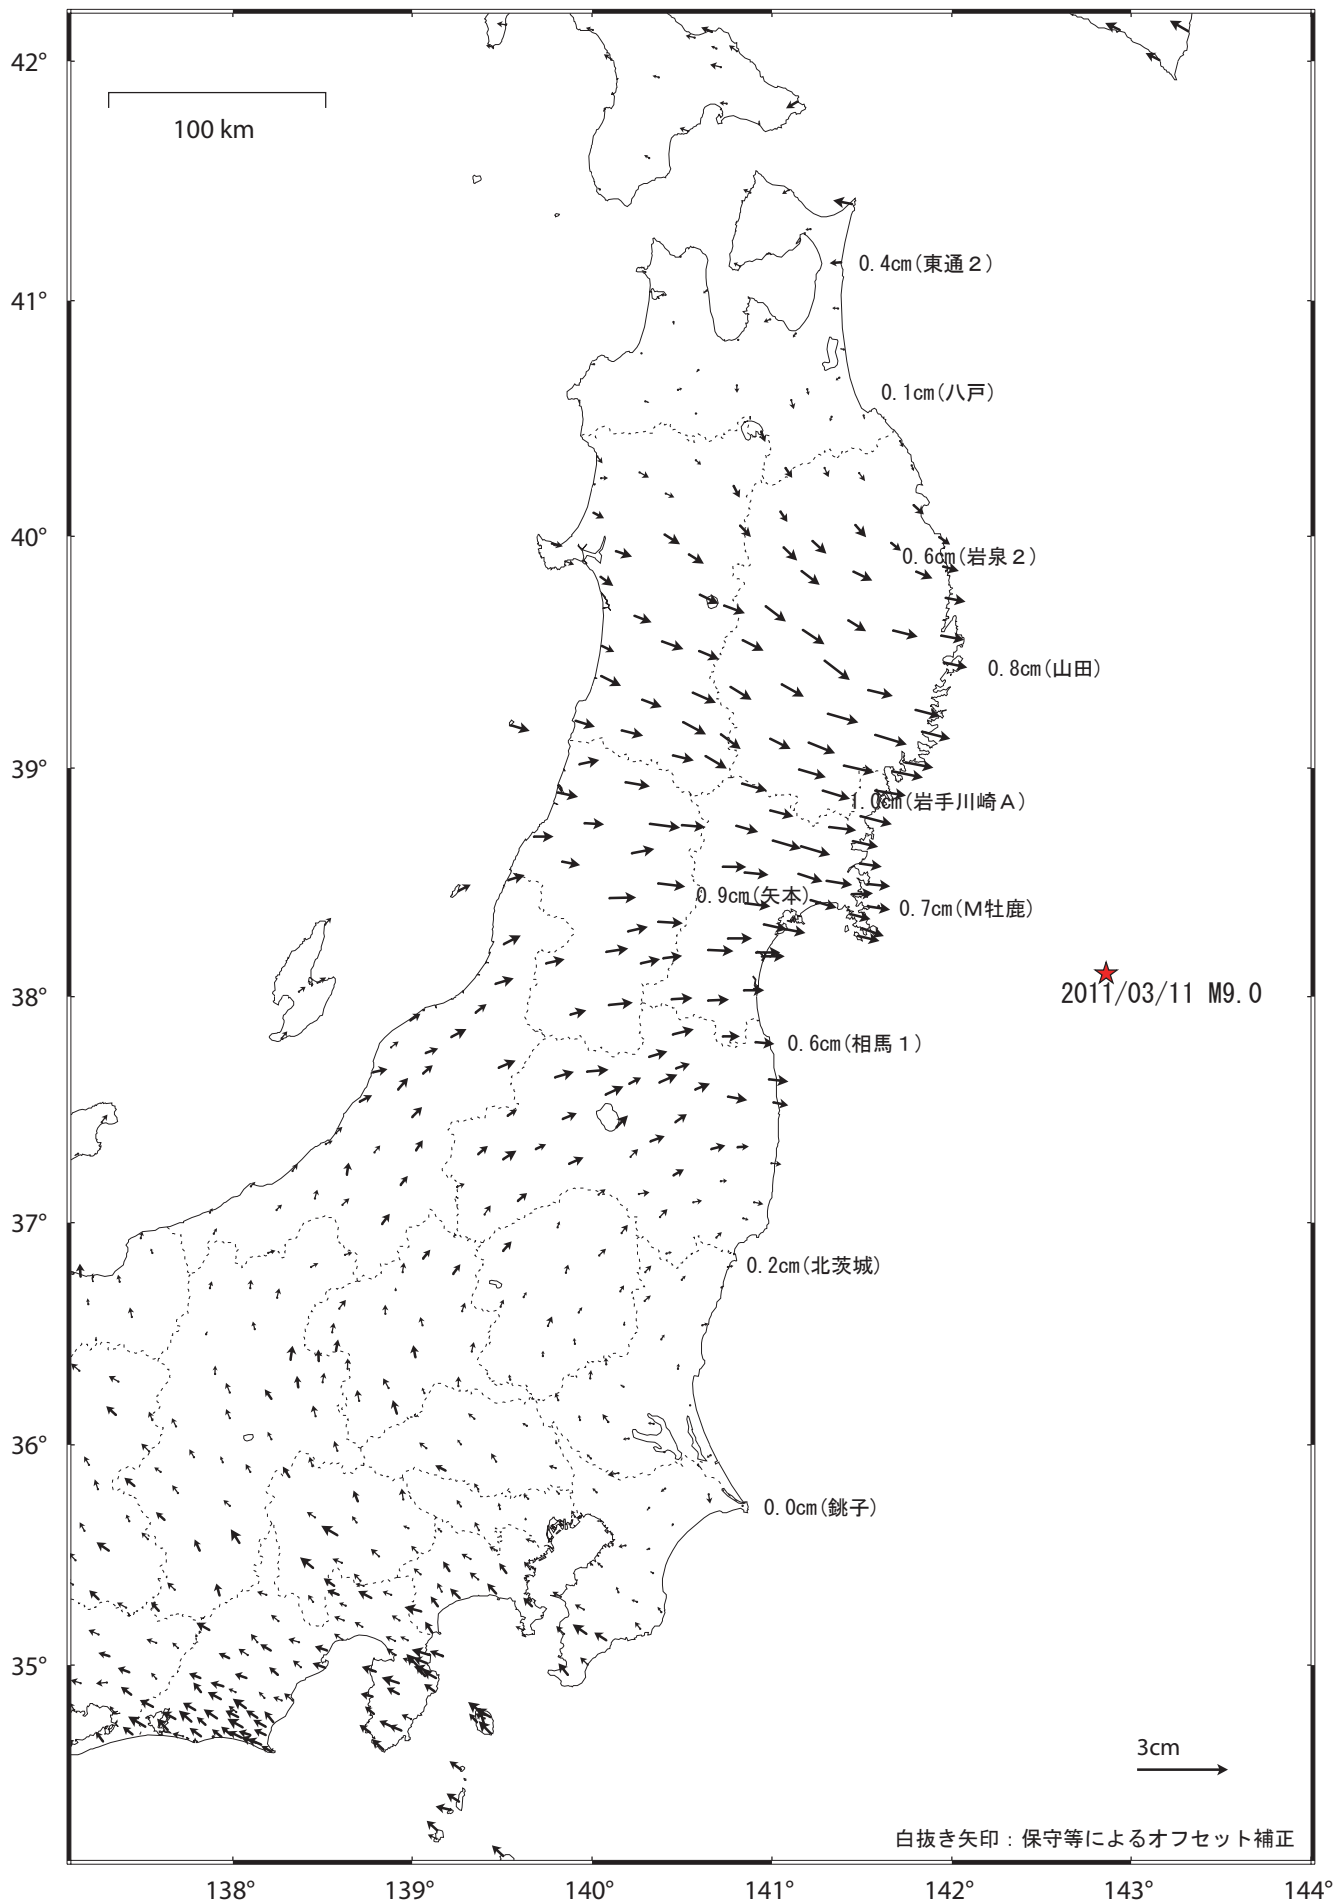 42°
100 km
0.4cm(東通２)
41°
0.1cm(八戸)
40°
0.6cm(岩泉２)
0.8cm(山田)
39°
1.0cm(岩手川崎Ａ)
0.9cm(矢本)
0.7cm(Ｍ牡鹿)
38°
2011/03/11 M9.0
0.6cm(相馬１)
37°
0.2cm(北茨城)
36°
0.0cm(銚子)
35°
3cm
白抜き矢印：保守等によるオフセット補正
138° 139° 140° 141° 142° 143° 144°